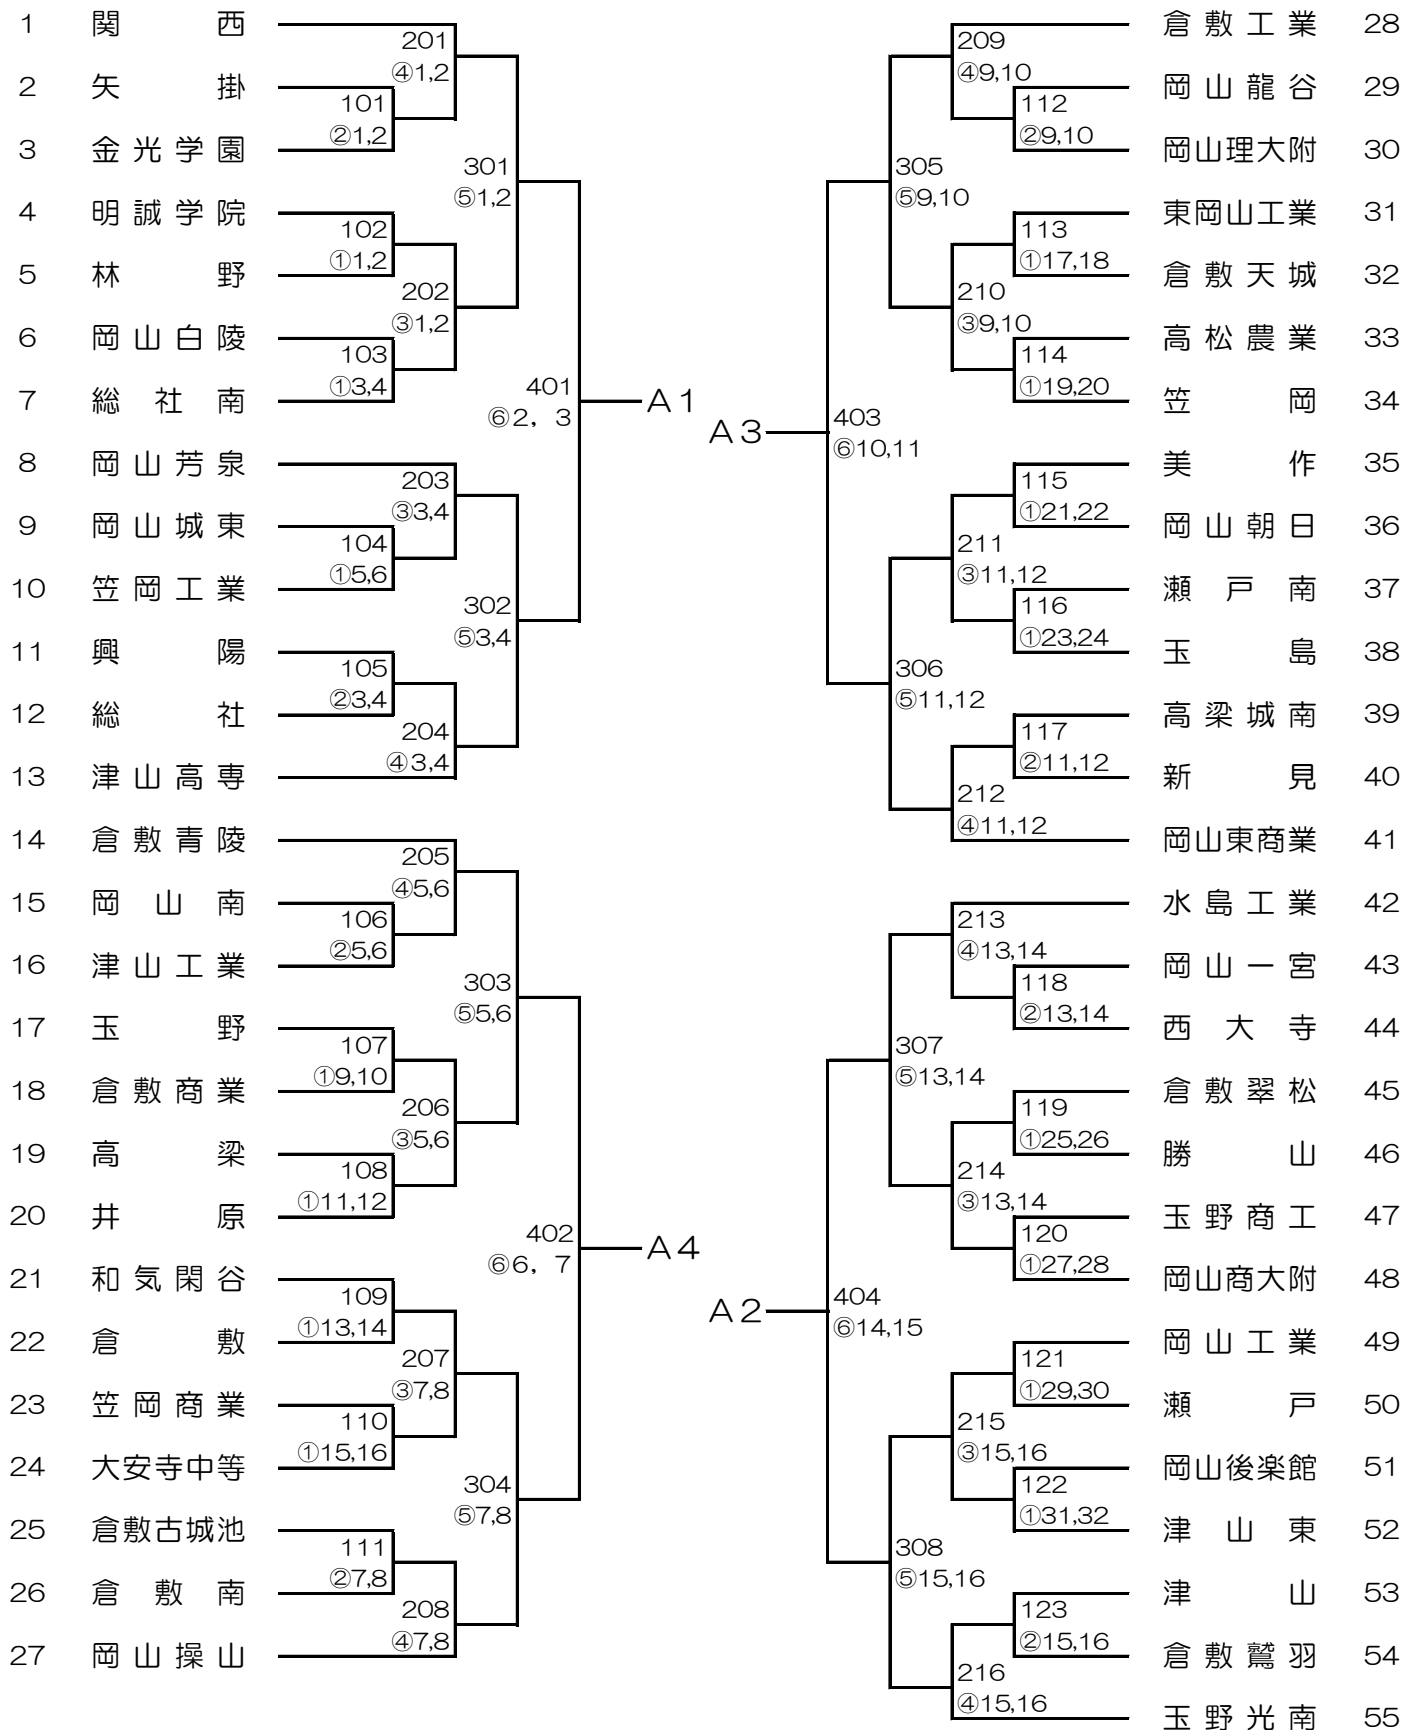 1 関西
201
④1,2
2 矢掛
101
②1,2
3 金光学園
301
⑤1,2
4 明誠学院
102
①1,2
5 林野
202
③1,2
6 岡山白陵
103
①3,4
7 総社南
401
⑥2，3
A1
8 岡山芳泉
203
③3,4
9 岡山城東
104
①5,6
10 笠岡工業
302
⑤3,4
11 興陽
105
②3,4
12 総社
204
④3,4
13 津山高専
14 倉敷青陵
205
④5,6
15 岡山南
106
②5,6
16 津山工業
303
⑤5,6
17 玉野
107
①9,10
18 倉敷商業
206
③5,6
19 高梁
108
①11,12
20 井原
402
⑥6，7
A4
21 和気閑谷
109
①13,14
22 倉敷
207
③7,8
23 笠岡商業
110
①15,16
24 大安寺中等
304
⑤7,8
25 倉敷古城池
111
②7,8
26 倉敷南
208
④7,8
27 岡山操山
倉敷工業 28
209
④9,10
岡山龍谷 29
112
②9,10
岡山理大附 30
305
⑤9,10
東岡山工業 31
113
①17,18
倉敷天城 32
210
③9,10
高松農業 33
114
①19,20
笠岡 34
A3
403
⑥10,11
美作 35
115
①21,22
岡山朝日 36
211
③11,12
瀬戸南 37
116
①23,24
玉島 38
306
⑤11,12
高梁城南 39
117
②11,12
新見 40
212
④11,12
岡山東商業 41
水島工業 42
213
④13,14
岡山一宮 43
118
②13,14
西大寺 44
307
⑤13,14
倉敷翠松 45
119
①25,26
勝山 46
214
③13,14
玉野商工 47
120
①27,28
岡山商大附 48
A2
404
⑥14,15
岡山工業 49
121
①29,30
瀬戸 50
215
③15,16
岡山後楽館 51
122
①31,32
津山東 52
308
⑤15,16
津山 53
123
②15,16
倉敷鷲羽 54
216
④15,16
玉野光南 55